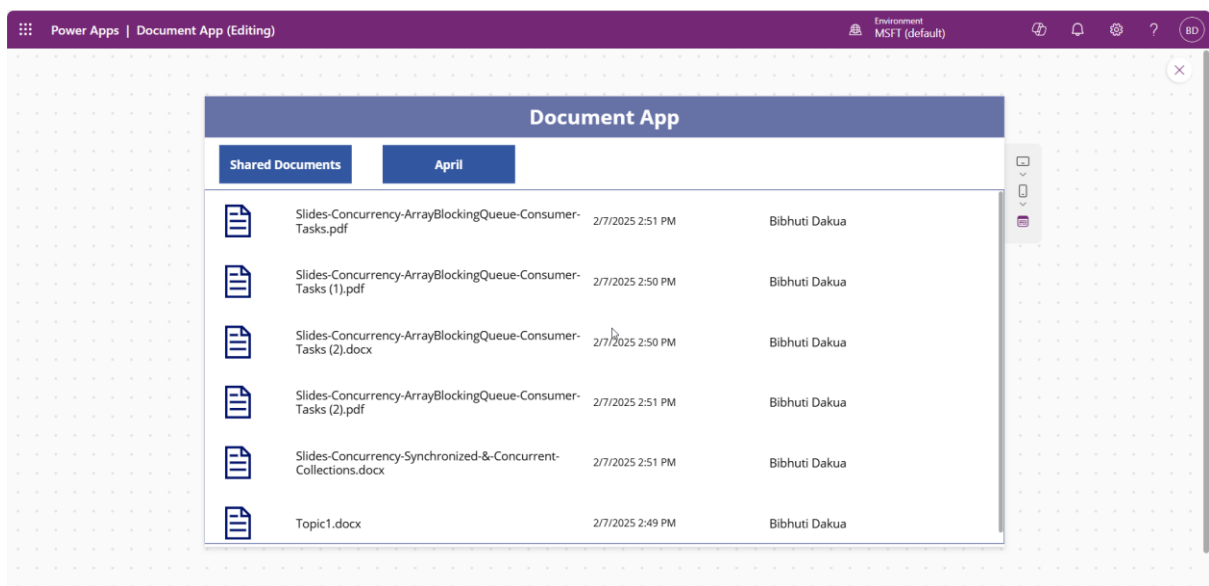 Power Apps | Document App (Editing)
Environment
MSFT (default)
?
BD
Document App
Shared Documents
April
Slides-Concurrency-ArrayBlockingQueue-Consumer-
Tasks.pdf
2/7/2025 2:51 PM
Bibhuti Dakua
Slides-Concurrency-ArrayBlockingQueue-Consumer-
Tasks (1).pdf
2/7/2025 2:50 PM
Bibhuti Dakua
Slides-Concurrency-ArrayBlockingQueue-Consumer-
Tasks (2).docx
2/7/2025 2:50 PM
Bibhuti Dakua
Slides-Concurrency-ArrayBlockingQueue-Consumer-
Tasks (2).pdf
2/7/2025 2:51 PM
Bibhuti Dakua
Slides-Concurrency-Synchronized-&-Concurrent-
Collections.docx
2/7/2025 2:51 PM
Bibhuti Dakua
Topic1.docx
2/7/2025 2:49 PM
Bibhuti Dakua